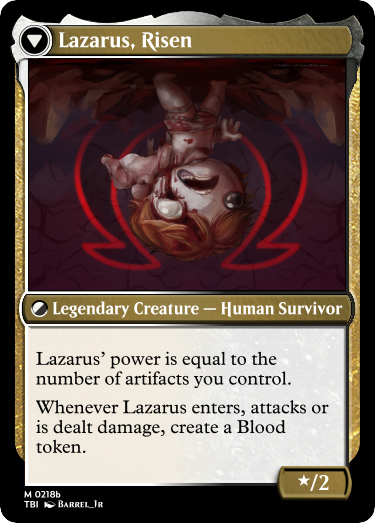 Lazarus, Risen
Legendary Creature — Human Survivor
Lazarus' power is equal to the
number of artifacts you control.
Whenever Lazarus enters, attacks or
is dealt damage, create a Blood
token.
★/2
M 0218b
TBI Barrel_Jr